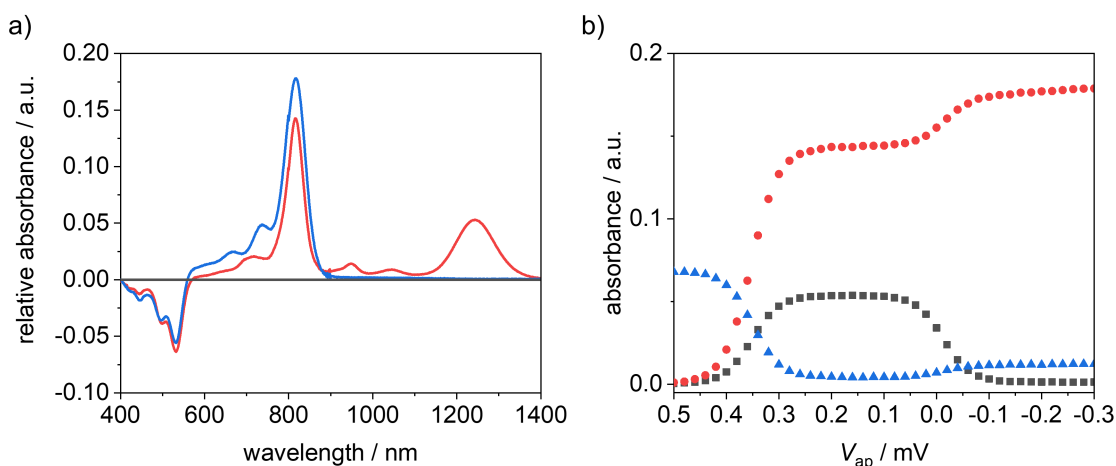 a)
relative absorbance / a.u.
0.20
0.15
0.10
0.05
0.00
-0.05
-0.10
400 600 800 1000 1200 1400
wavelength / nm
b)
absorbance / a.u.
0.2
0.1
0.0
0.5 0.4 0.3 0.2 0.1 0.0 -0.1 -0.2 -0.3
Vap / mV